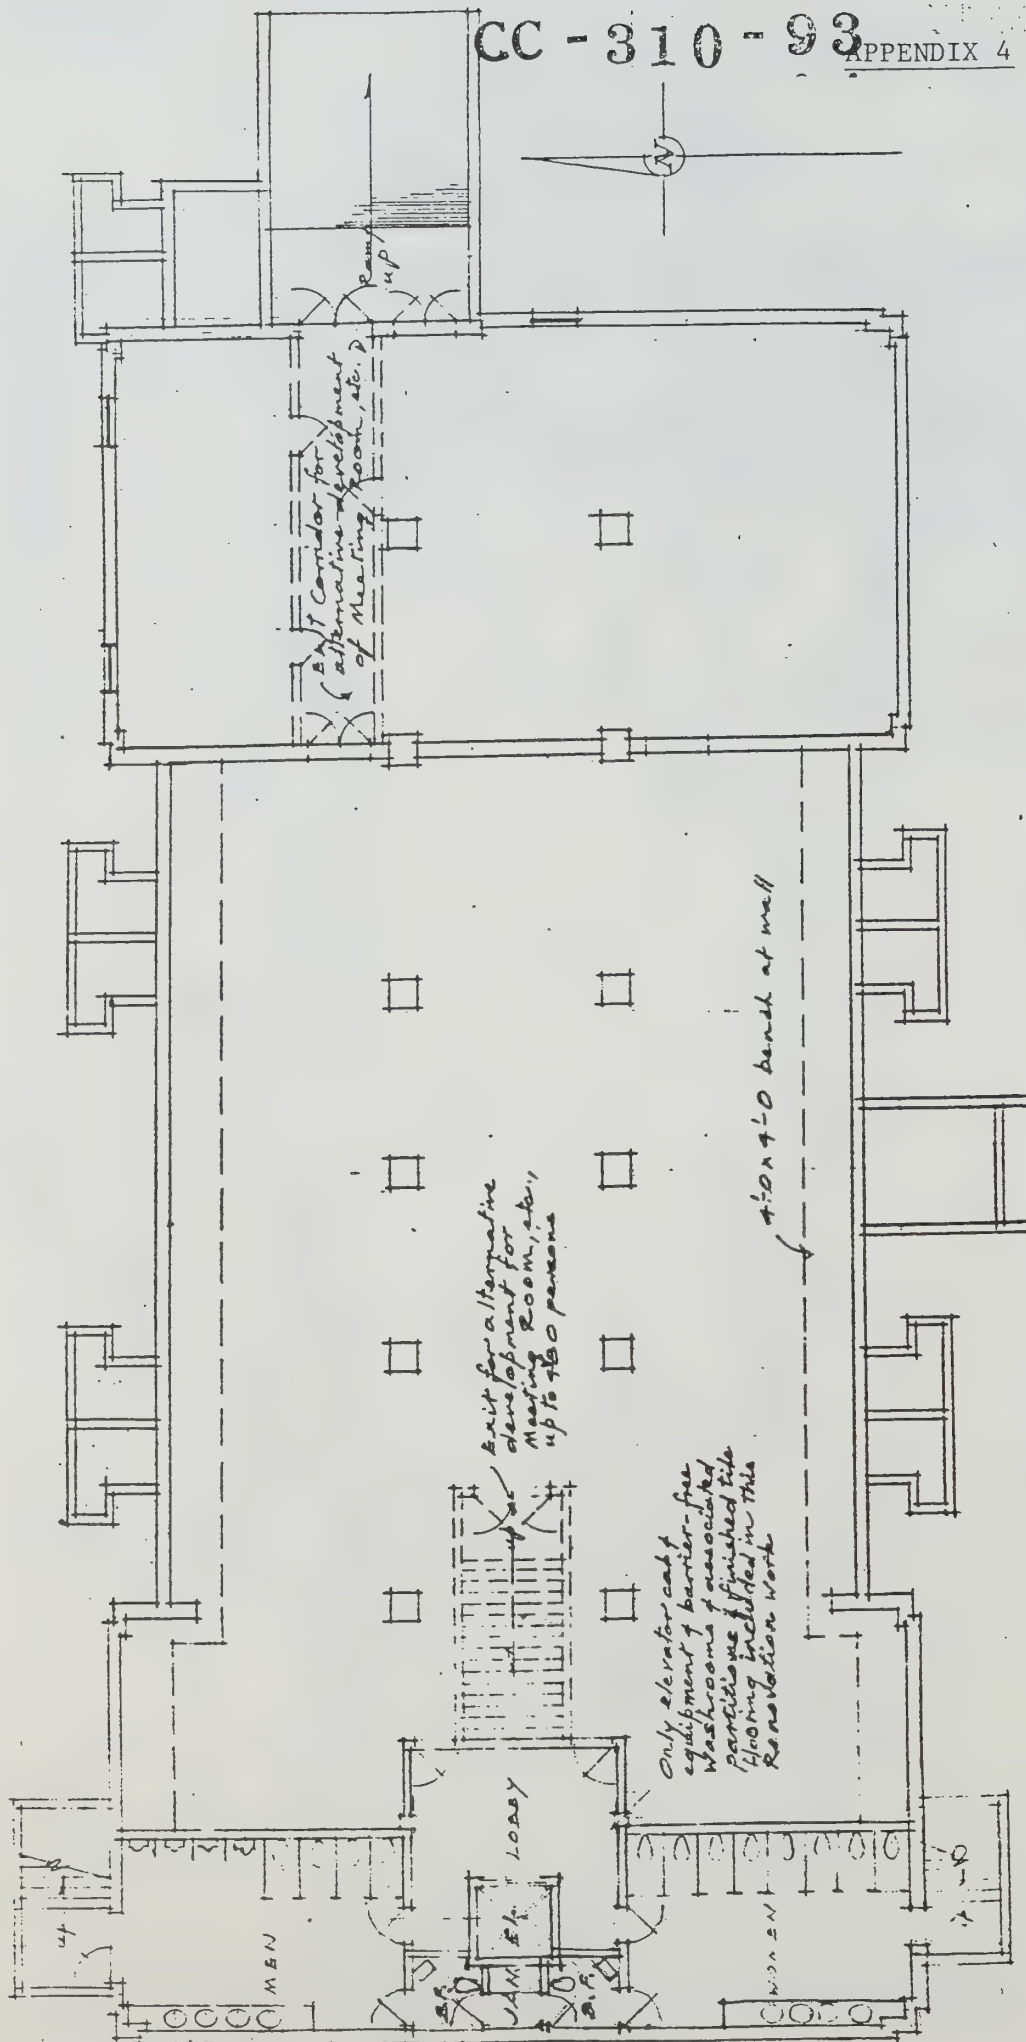 CC - 310 - 93
APPENDIX 4
N
Ramp
up
Exit Corridor for
alternative development
of Meeting Room, etc.
Exit for alternative
development for
Meeting Room, etc.,
up to persons
up
4'-0 x 4'-0 bench at wall
Only elevator cab &
equipment & barrier-free
washrooms & associated
partitions & finished tile
flooring included in this
Renovation work
up
MEN
B.F.
JAN
EL.
LOBBY
B.F.
WOMEN